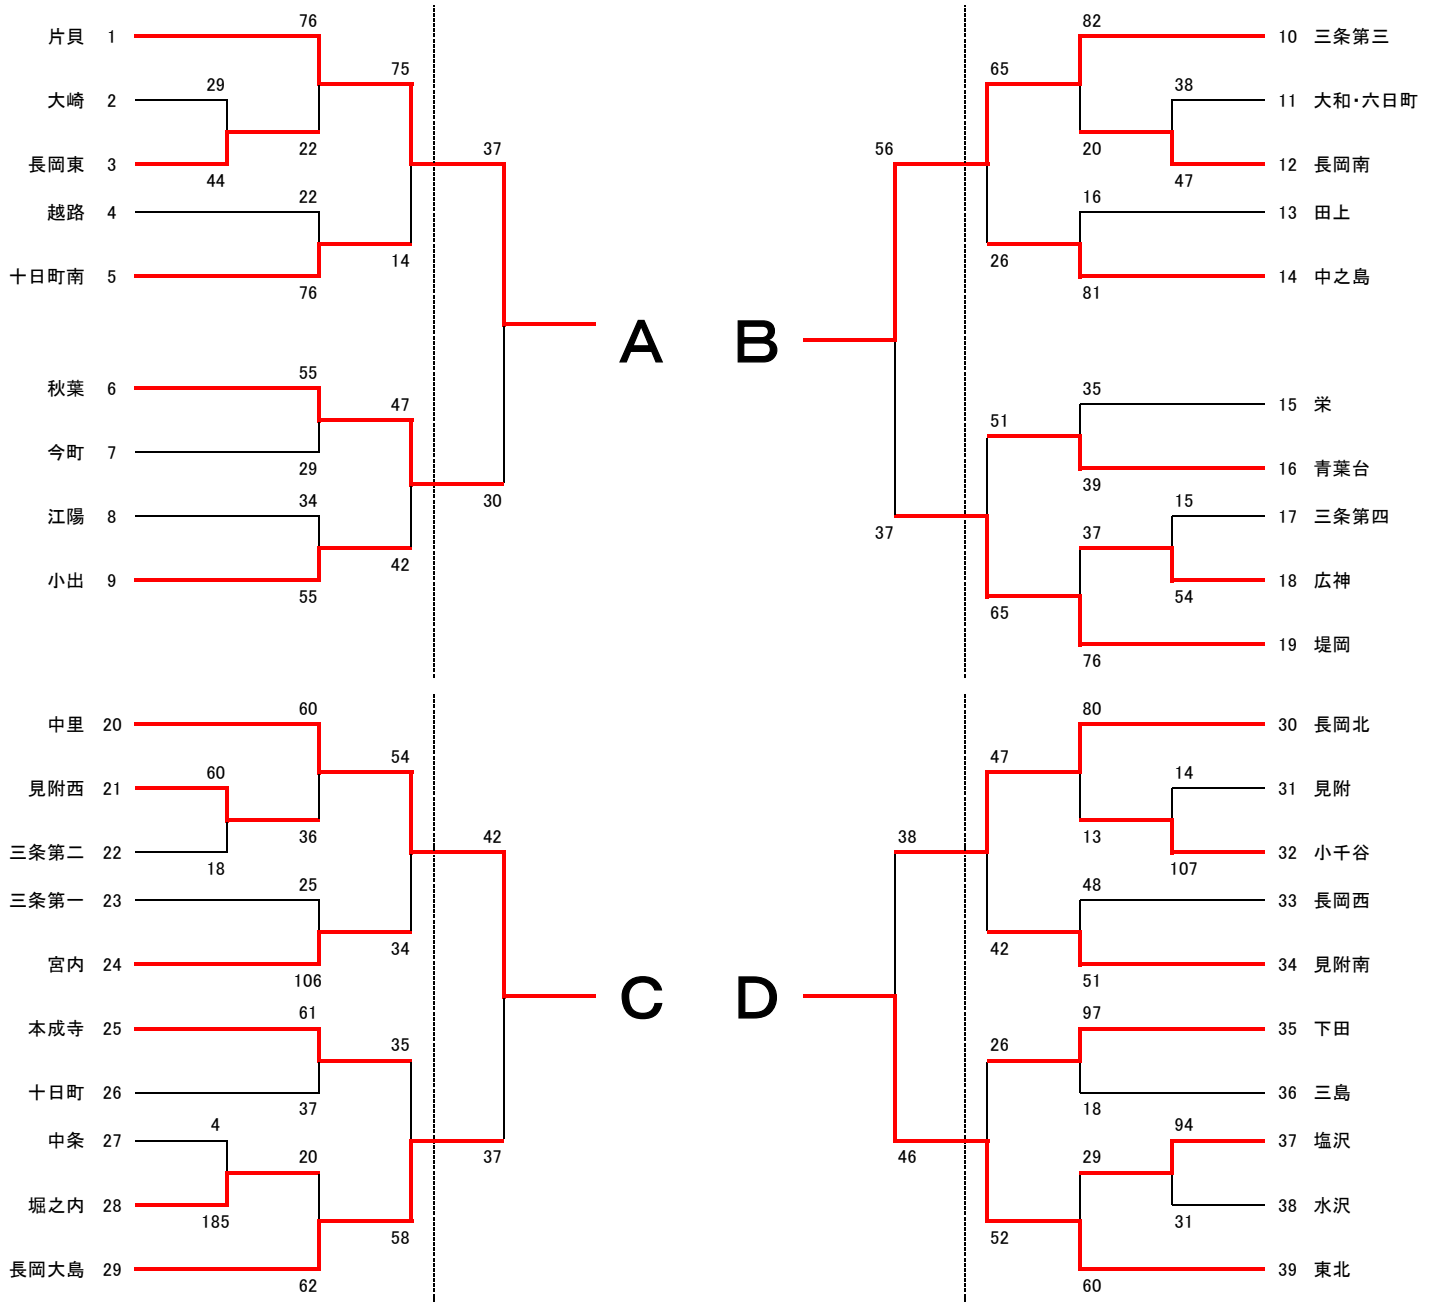 76 82
片貝 1 10 三条第三
75 65
29 38
大崎 2 11 大和・六日町
37 56
22 20
長岡東 3 12 長岡南
44 47
22 16
越路 4 13 田上
14 26
十日町南 5 14 中之島
76 81
A B
55 35
秋葉 6
47 15 栄
51
今町 7
29 16 青葉台
39
34 30 15
江陽 8 17 三条第四
37 37
42
小出 9 18 広神
55 54
65
19 堤岡
76
60 80
中里 20 30 長岡北
54 47
60 14
見附西 21 31 見附
36 42 38 13
三条第二 22 32 小千谷
18 107
25 48
三条第一 23 33 長岡西
34 42
宮内 24 34 見附南
106 51
C D
61 97
本成寺 25 35 下田
35 26
十日町 26 36 三島
37 18
4 94
中条 27 37 塩沢
20 37 46 29
堀之内 28 38 水沢
185 31
58 52
長岡大島 29 39 東北
62 60